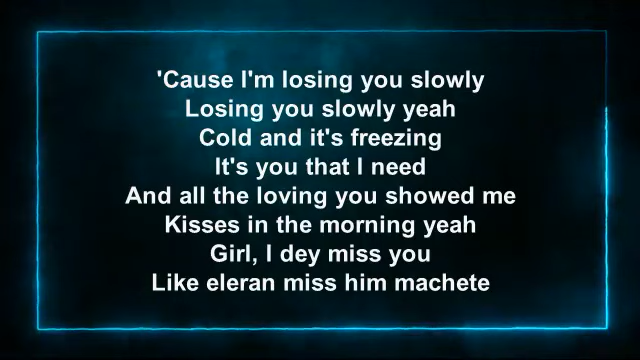 'Cause I'm losing you slowly
Losing you slowly yeah
Cold and it's freezing
It's you that I need
And all the loving you showed me
Kisses in the morning yeah
Girl, I dey miss you
Like eleran miss him machete